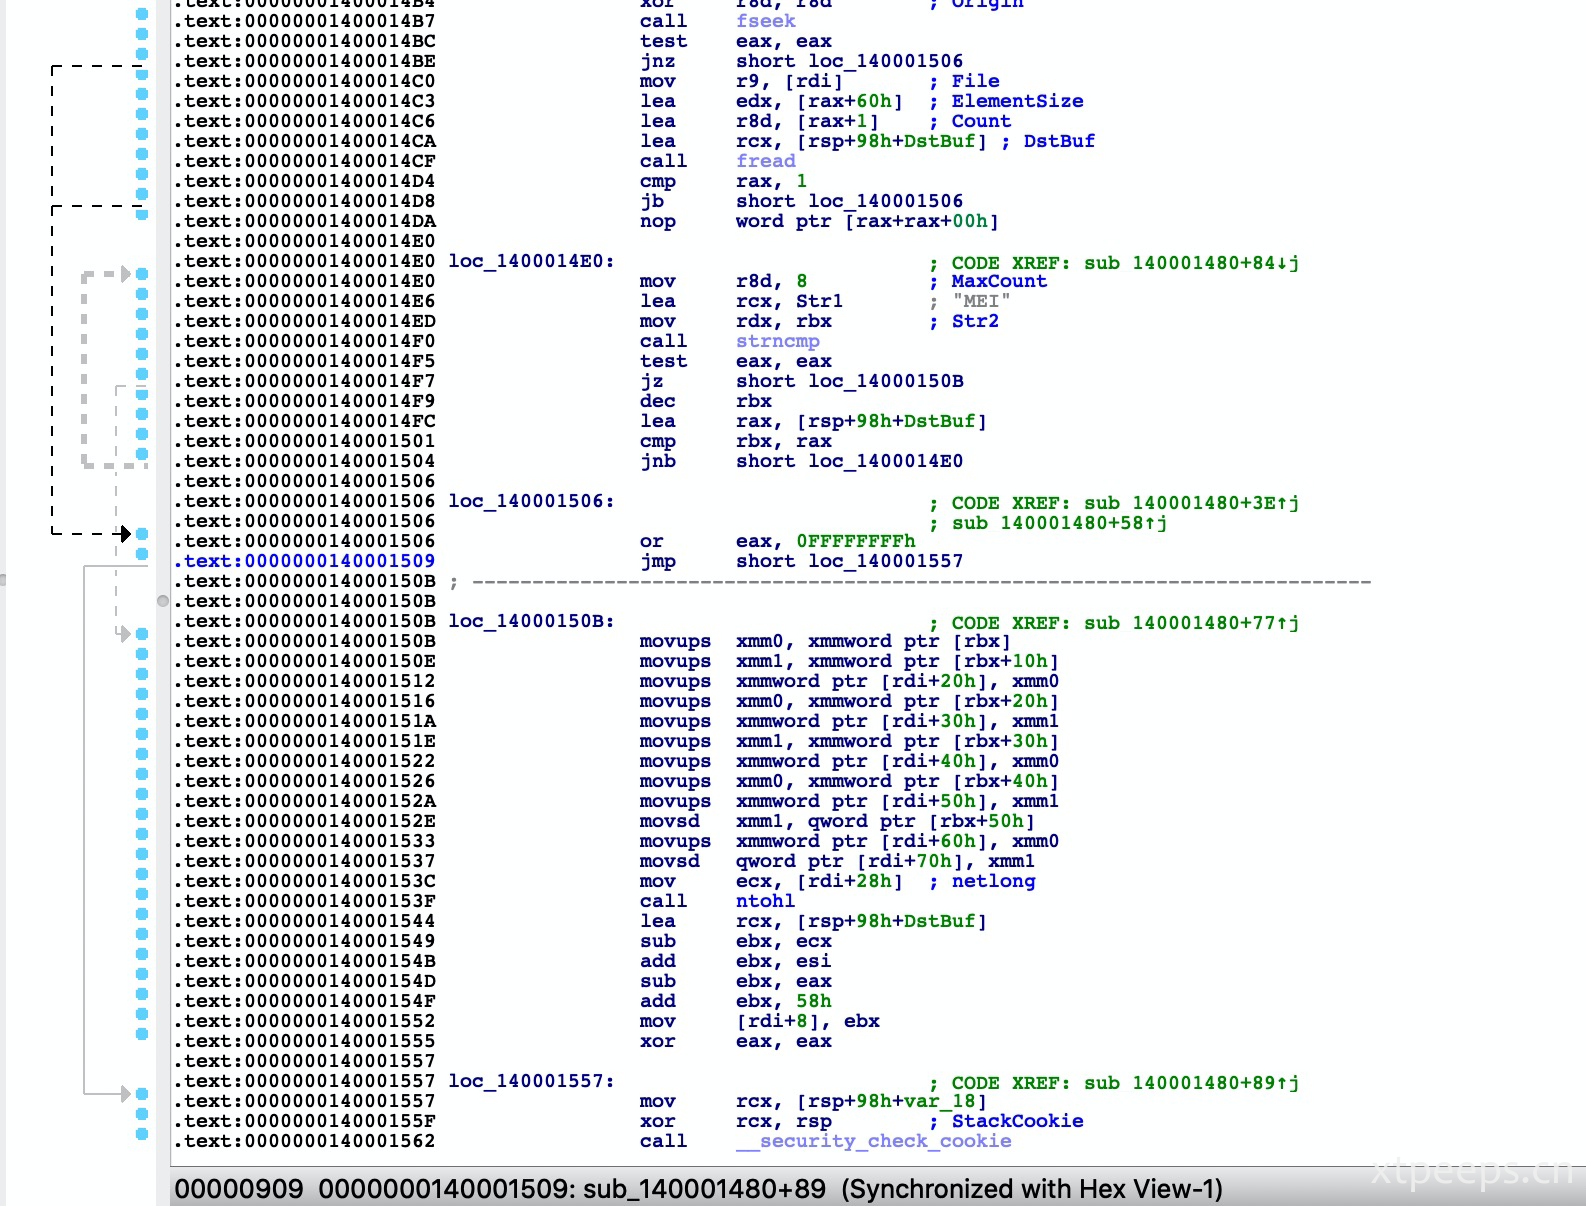 .text:00000001400014B4 xor r8d, r8d ; Origin
.text:00000001400014B7 call fseek
.text:00000001400014BC test eax, eax
.text:00000001400014BE jnz short loc_140001506
.text:00000001400014C0 mov r9, [rdi] ; File
.text:00000001400014C3 lea edx, [rax+60h] ; ElementSize
.text:00000001400014C6 lea r8d, [rax+1] ; Count
.text:00000001400014CA lea rcx, [rsp+98h+DstBuf] ; DstBuf
.text:00000001400014CF call fread
.text:00000001400014D4 cmp rax, 1
.text:00000001400014D8 jb short loc_140001506
.text:00000001400014DA nop word ptr [rax+rax+00h]
.text:00000001400014E0
.text:00000001400014E0 loc_1400014E0: ; CODE XREF: sub 140001480+84↓j
.text:00000001400014E0 mov r8d, 8 ; MaxCount
.text:00000001400014E6 lea rcx, Str1 ; "MEI"
.text:00000001400014ED mov rdx, rbx ; Str2
.text:00000001400014F0 call strncmp
.text:00000001400014F5 test eax, eax
.text:00000001400014F7 jz short loc_14000150B
.text:00000001400014F9 dec rbx
.text:00000001400014FC lea rax, [rsp+98h+DstBuf]
.text:0000000140001501 cmp rbx, rax
.text:0000000140001504 jnb short loc_1400014E0
.text:0000000140001506
.text:0000000140001506 loc_140001506: ; CODE XREF: sub 140001480+3E↑j
.text:0000000140001506 ; sub 140001480+58↑j
.text:0000000140001506 or eax, 0FFFFFFFFh
.text:0000000140001509 jmp short loc_140001557
.text:000000014000150B ; ---------------------------------------------------------------------------
.text:000000014000150B
.text:000000014000150B loc_14000150B: ; CODE XREF: sub 140001480+77↑j
.text:000000014000150B movups xmm0, xmmword ptr [rbx]
.text:000000014000150E movups xmm1, xmmword ptr [rbx+10h]
.text:0000000140001512 movups xmmword ptr [rdi+20h], xmm0
.text:0000000140001516 movups xmm0, xmmword ptr [rbx+20h]
.text:000000014000151A movups xmmword ptr [rdi+30h], xmm1
.text:000000014000151E movups xmm1, xmmword ptr [rbx+30h]
.text:0000000140001522 movups xmmword ptr [rdi+40h], xmm0
.text:0000000140001526 movups xmm0, xmmword ptr [rbx+40h]
.text:000000014000152A movups xmmword ptr [rdi+50h], xmm1
.text:000000014000152E movsd xmm1, qword ptr [rbx+50h]
.text:0000000140001533 movups xmmword ptr [rdi+60h], xmm0
.text:0000000140001537 movsd qword ptr [rdi+70h], xmm1
.text:000000014000153C mov ecx, [rdi+28h] ; netlong
.text:000000014000153F call ntohl
.text:0000000140001544 lea rcx, [rsp+98h+DstBuf]
.text:0000000140001549 sub ebx, ecx
.text:000000014000154B add ebx, esi
.text:000000014000154D sub ebx, eax
.text:000000014000154F add ebx, 58h
.text:0000000140001552 mov [rdi+8], ebx
.text:0000000140001555 xor eax, eax
.text:0000000140001557
.text:0000000140001557 loc_140001557: ; CODE XREF: sub 140001480+89↑j
.text:0000000140001557 mov rcx, [rsp+98h+var_18]
.text:000000014000155F xor rcx, rsp ; StackCookie
.text:0000000140001562 call __security_check_cookie
xtpeeps.cn
00000909 0000000140001509: sub_140001480+89 (Synchronized with Hex View-1)